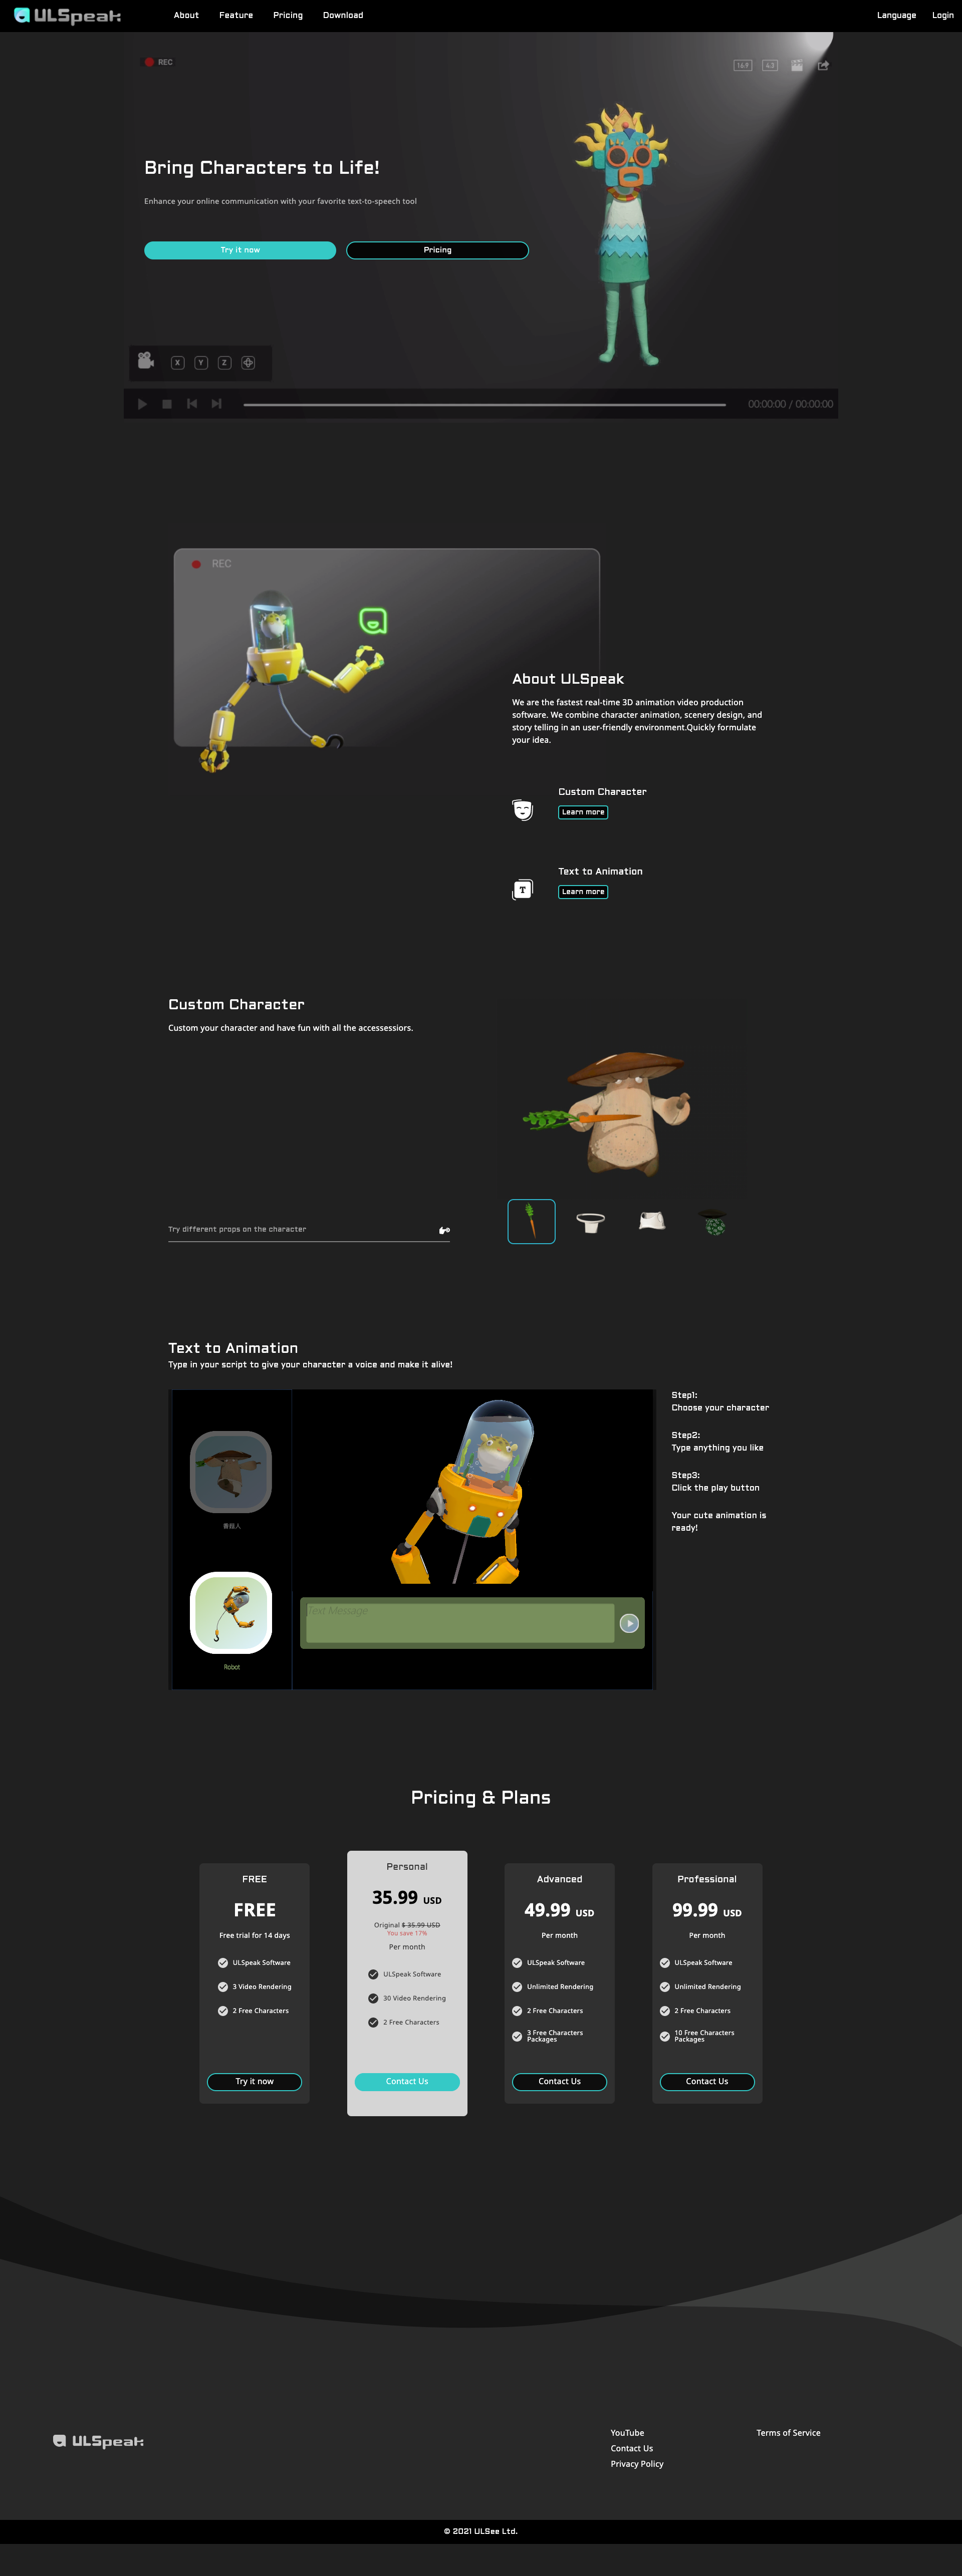 ULSpeak
About
Feature
Pricing
Download
Language
Login
REC
16:9
4:3
Bring Characters to Life!
Enhance your online communication with your favorite text-to-speech tool
Try it now
Pricing
X
Y
Z
00:00:00 / 00:00:00
REC
About ULSpeak
We are the fastest real-time 3D animation video production
software. We combine character animation, scenery design, and
story telling in an user-friendly environment.Quickly formulate
your idea.
Custom Character
Learn more
T
Text to Animation
Learn more
Custom Character
Custom your character and have fun with all the accessessiors.
Try different props on the character
Text to Animation
Type in your script to give your character a voice and make it alive!
Step1:
Choose your character
Step2:
Type anything you like
Step3:
Click the play button
Your cute animation is
ready!
Text Message
Robot
Pricing & Plans
FREE
FREE
Free trial for 14 days
ULSpeak Software
3 Video Rendering
2 Free Characters
Try it now
Personal
35.99 USD
Original $ 35.99 USD
You save 17%
Per month
ULSpeak Software
30 Video Rendering
2 Free Characters
Contact Us
Advanced
49.99 USD
Per month
ULSpeak Software
Unlimited Rendering
2 Free Characters
3 Free Characters
Packages
Contact Us
Professional
99.99 USD
Per month
ULSpeak Software
Unlimited Rendering
2 Free Characters
10 Free Characters
Packages
Contact Us
ULSpeak
YouTube
Contact Us
Privacy Policy
Terms of Service
© 2021 ULSee Ltd.